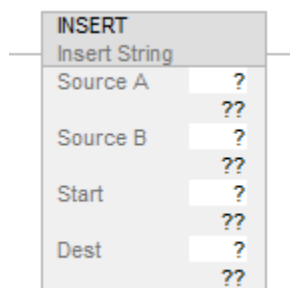 INSERT
Insert String
Source A ?
??
Source B ?
??
Start ?
??
Dest ?
??